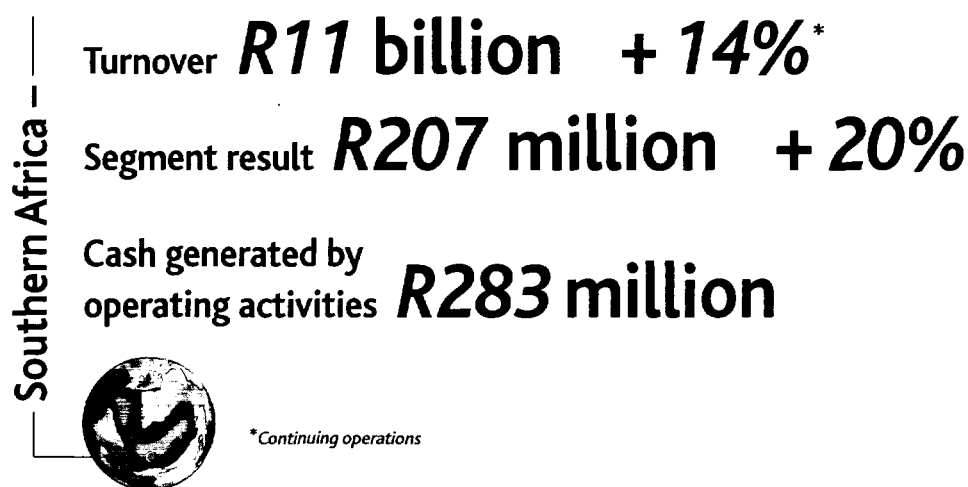 Southern Africa –
Turnover R11 billion + 14%*
Segment result R207 million + 20%
Cash generated by
operating activities R283 million
*Continuing operations